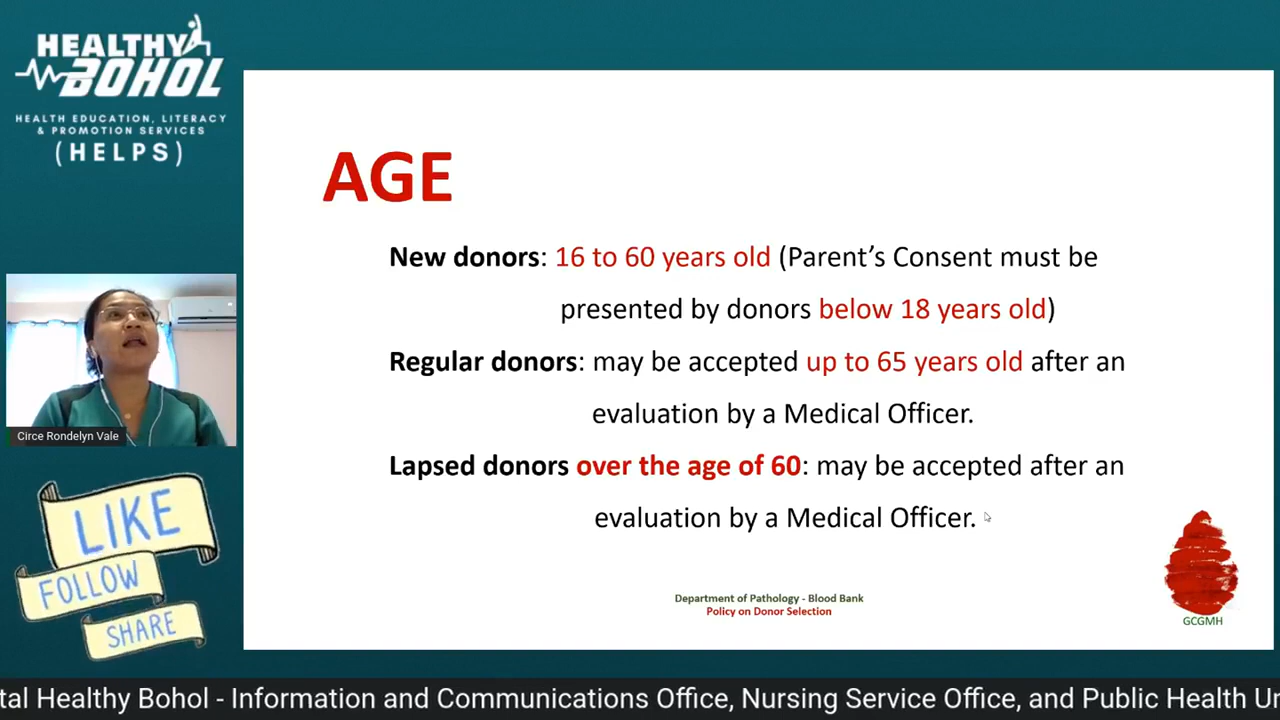 HEALTHY
BOHOL
HEALTH EDUCATION, LITERACY
& PROMOTION SERVICES
(HELPS)
AGE
New donors: 16 to 60 years old (Parent’s Consent must be
presented by donors below 18 years old)
Regular donors: may be accepted up to 65 years old after an
evaluation by a Medical Officer.
Lapsed donors over the age of 60: may be accepted after an
evaluation by a Medical Officer.
Department of Pathology - Blood Bank
Policy on Donor Selection
GCGMH
Circe Rondelyn Vale
LIKE
FOLLOW
SHARE
tal Healthy Bohol - Information and Communications Office, Nursing Service Office, and Public Health Un